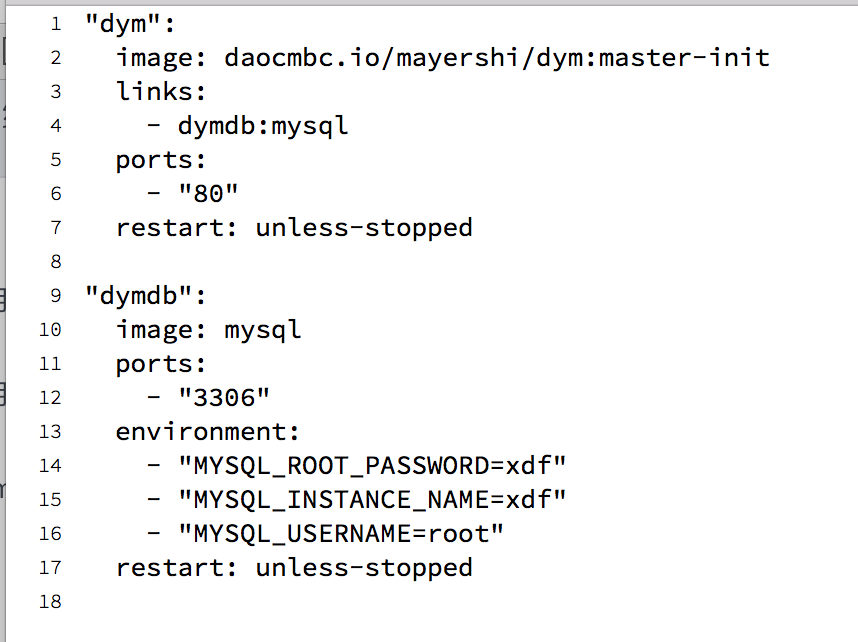 1 "dym":
2   image: daocmbc.io/mayershi/dym:master-init
3   links:
4     - dymdb:mysql
5   ports:
6     - "80"
7   restart: unless-stopped
8
9 "dymdb":
10   image: mysql
11   ports:
12     - "3306"
13   environment:
14     - "MYSQL_ROOT_PASSWORD=xdf"
15     - "MYSQL_INSTANCE_NAME=xdf"
16     - "MYSQL_USERNAME=root"
17   restart: unless-stopped
18